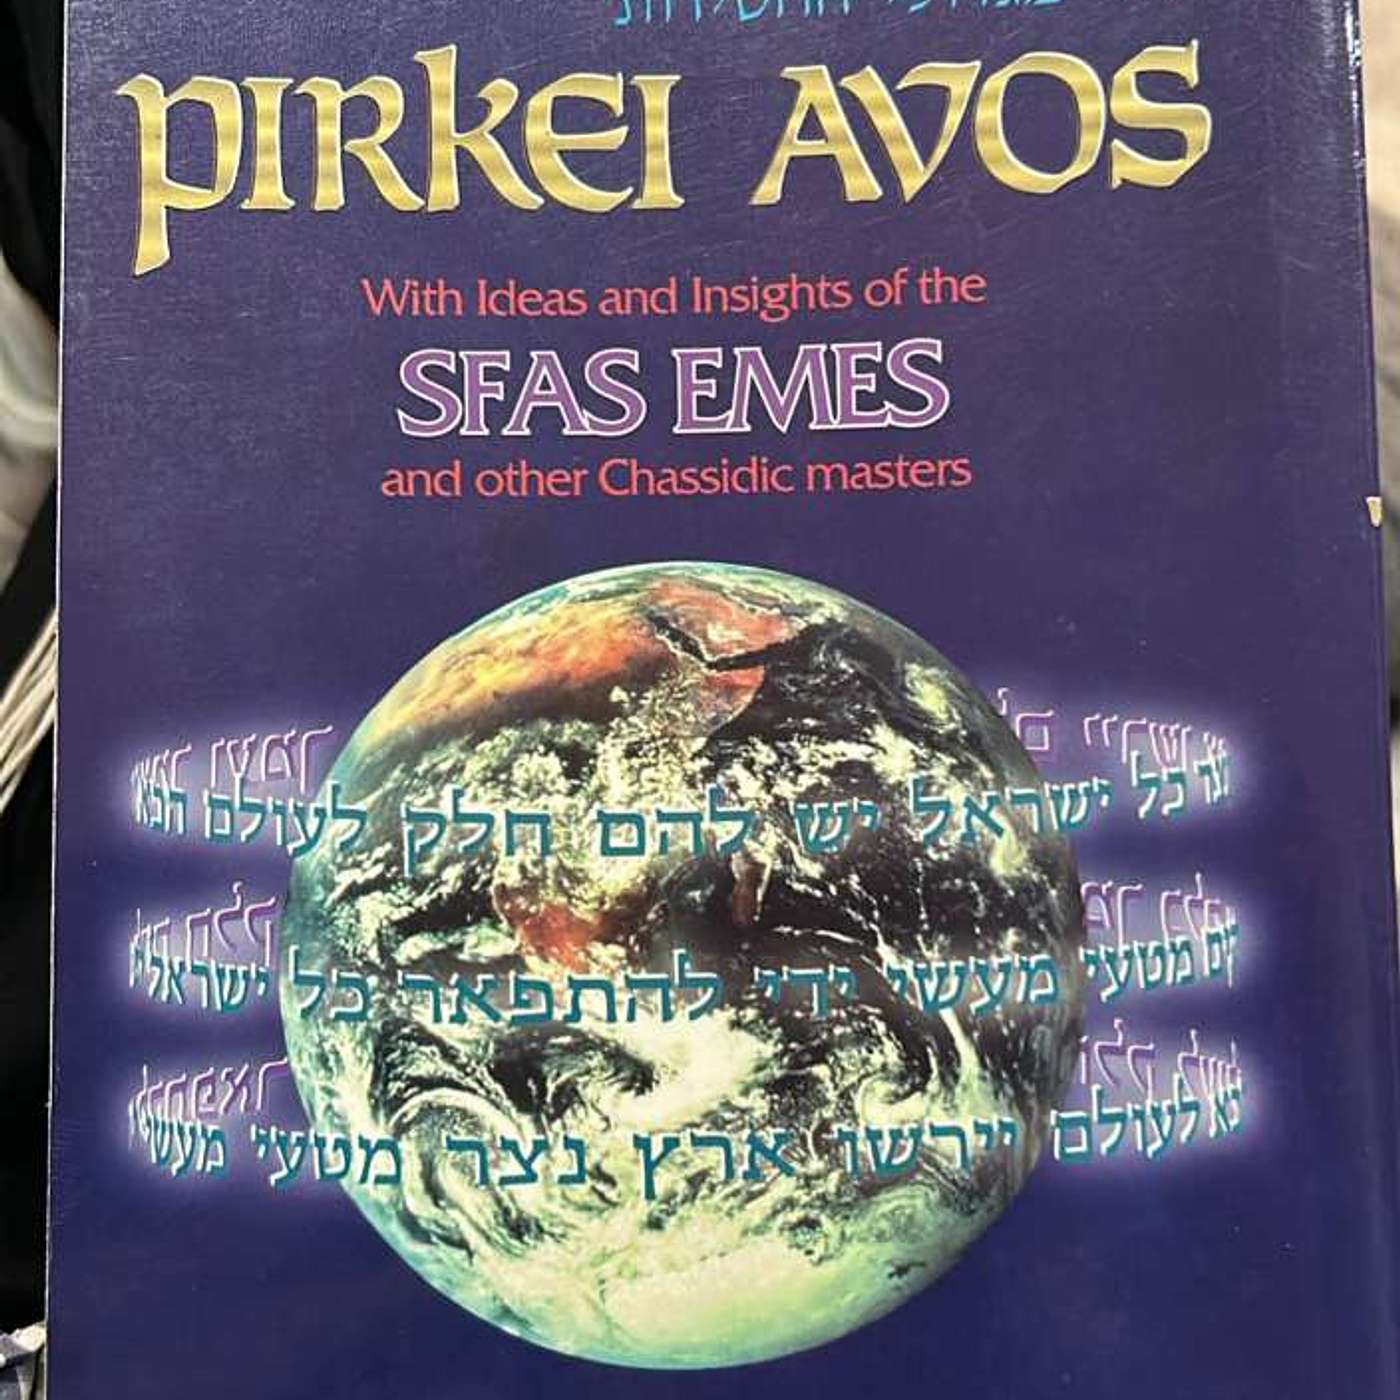 PIRKEI AVOS
With Ideas and Insights of the
SFAS EMES
and other Chassidic masters
כל ישראל יש להם חלק לעולם הבא
מטעי מעשי ידי להתפאר כל ישראל
לעולם יירשו ארץ נצר מטעי מעשי